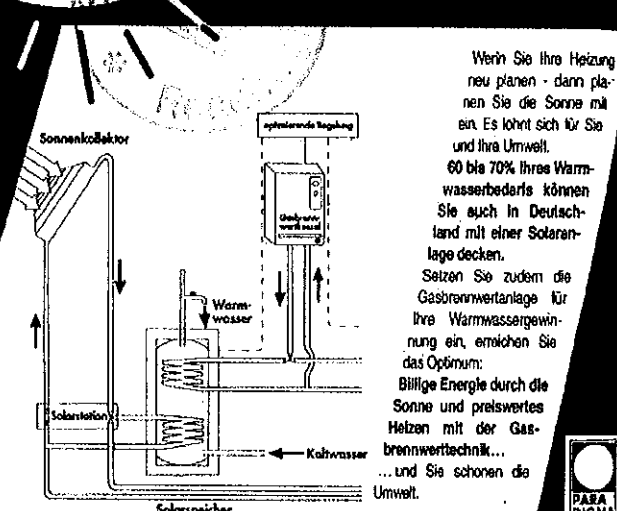 Wenn Sie Ihre Heizung
neu planen - dann pla-
nen Sie die Sonne mit
ein. Es lohnt sich für Sie
und Ihre Umwelt.
60 bis 70% Ihres Warm-
wasserbedarfs können
Sie auch in Deutsch-
land mit einer Solaran-
lage decken.
Setzen Sie zudem die
Gasbrennwertanlage für
Ihre Warmwassergewin-
nung ein, erreichen Sie
das Optimum:
Billige Energie durch die
Sonne und preiswertes
Heizen mit der Gas-
brennwerttechnik...
...und Sie schonen die
Umwelt.
Sonnenkollektor
optimierende Regelung
Gasbrenn-
wertkessel
Warm-
wasser
Solarstation
Kaltwasser
Solarspeicher
PARA